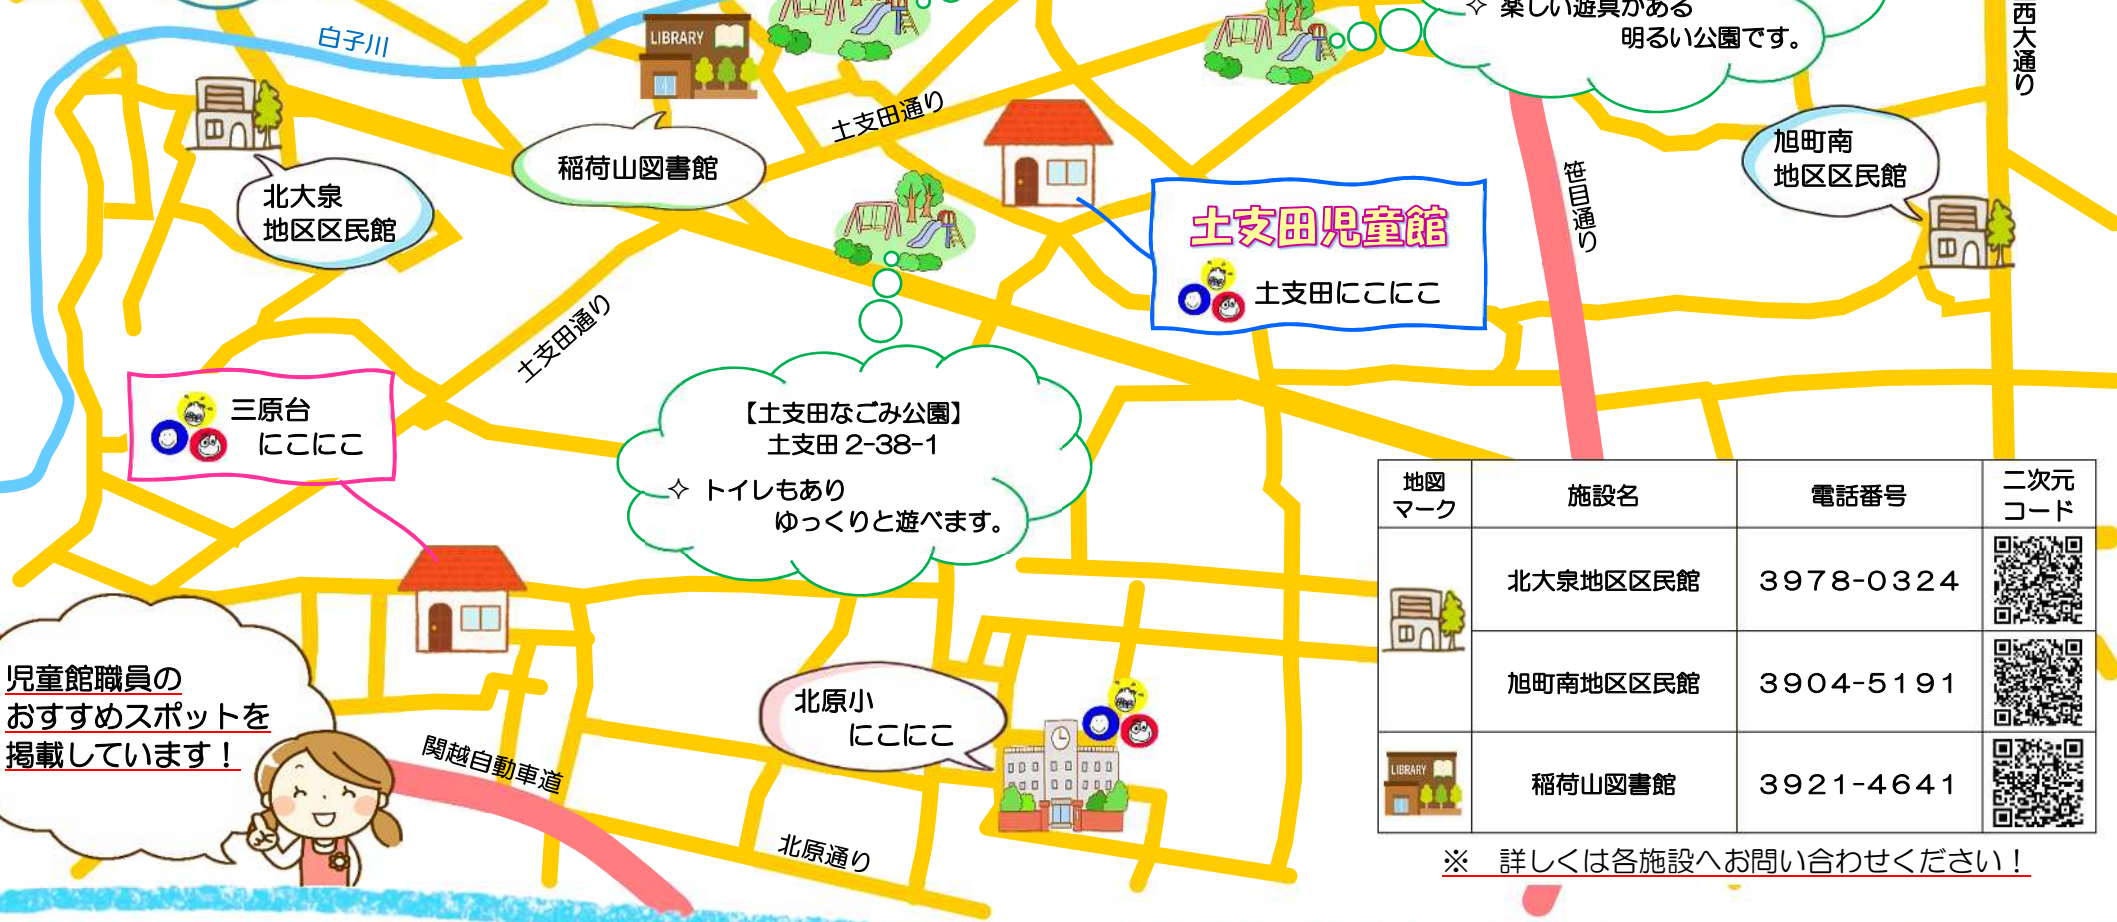 楽しい遊具がある
明るい公園です。
西大通り
白子川
LIBRARY
土支田通り
稲荷山図書館
北大泉
地区区民館
旭町南
地区区民館
笹目通り
土支田児童館
土支田にこにこ
土支田通り
三原台
にこにこ
【土支田なごみ公園】
土支田2-38-1
✧ トイレもあり
ゆっくりと遊べます。
児童館職員の
おすすめスポットを
掲載しています！
関越自動車道
北原小
にこにこ
北原通り
地図
マーク
施設名
電話番号
二次元
コード
北大泉地区区民館
3978-0324
旭町南地区区民館
3904-5191
LIBRARY
稲荷山図書館
3921-4641
※　詳しくは各施設へお問い合わせください！